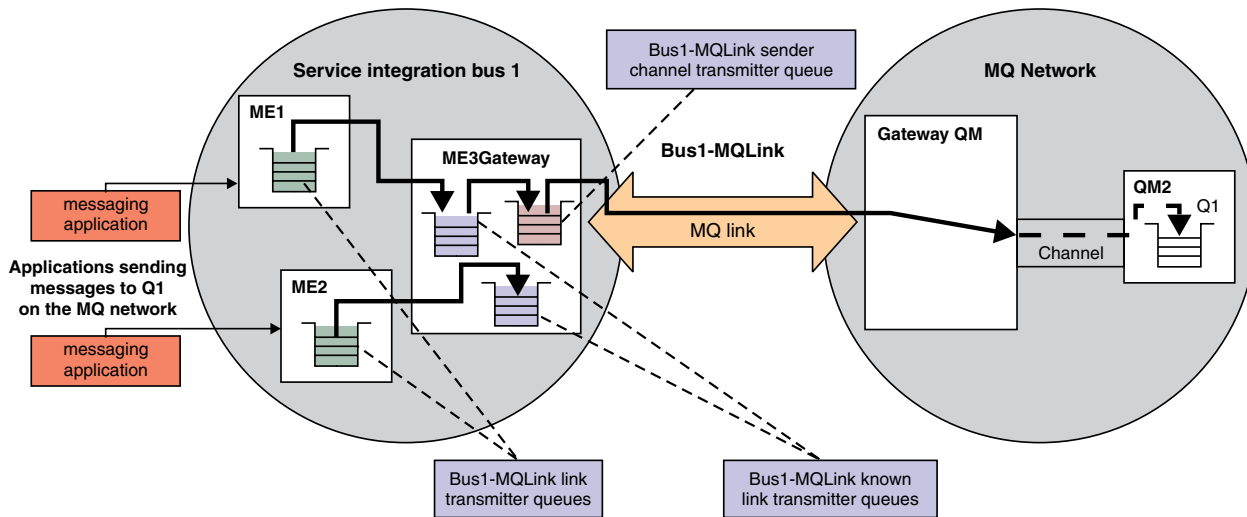 Bus1-MQLink sender
channel transmitter queue
Service integration bus 1
MQ Network
ME1
ME3Gateway
Bus1-MQLink
Gateway QM
QM2
Q1
messaging
application
MQ link
Channel
Applications sending
messages to Q1
on the MQ network
ME2
messaging
application
Bus1-MQLink link
transmitter queues
Bus1-MQLink known
link transmitter queues